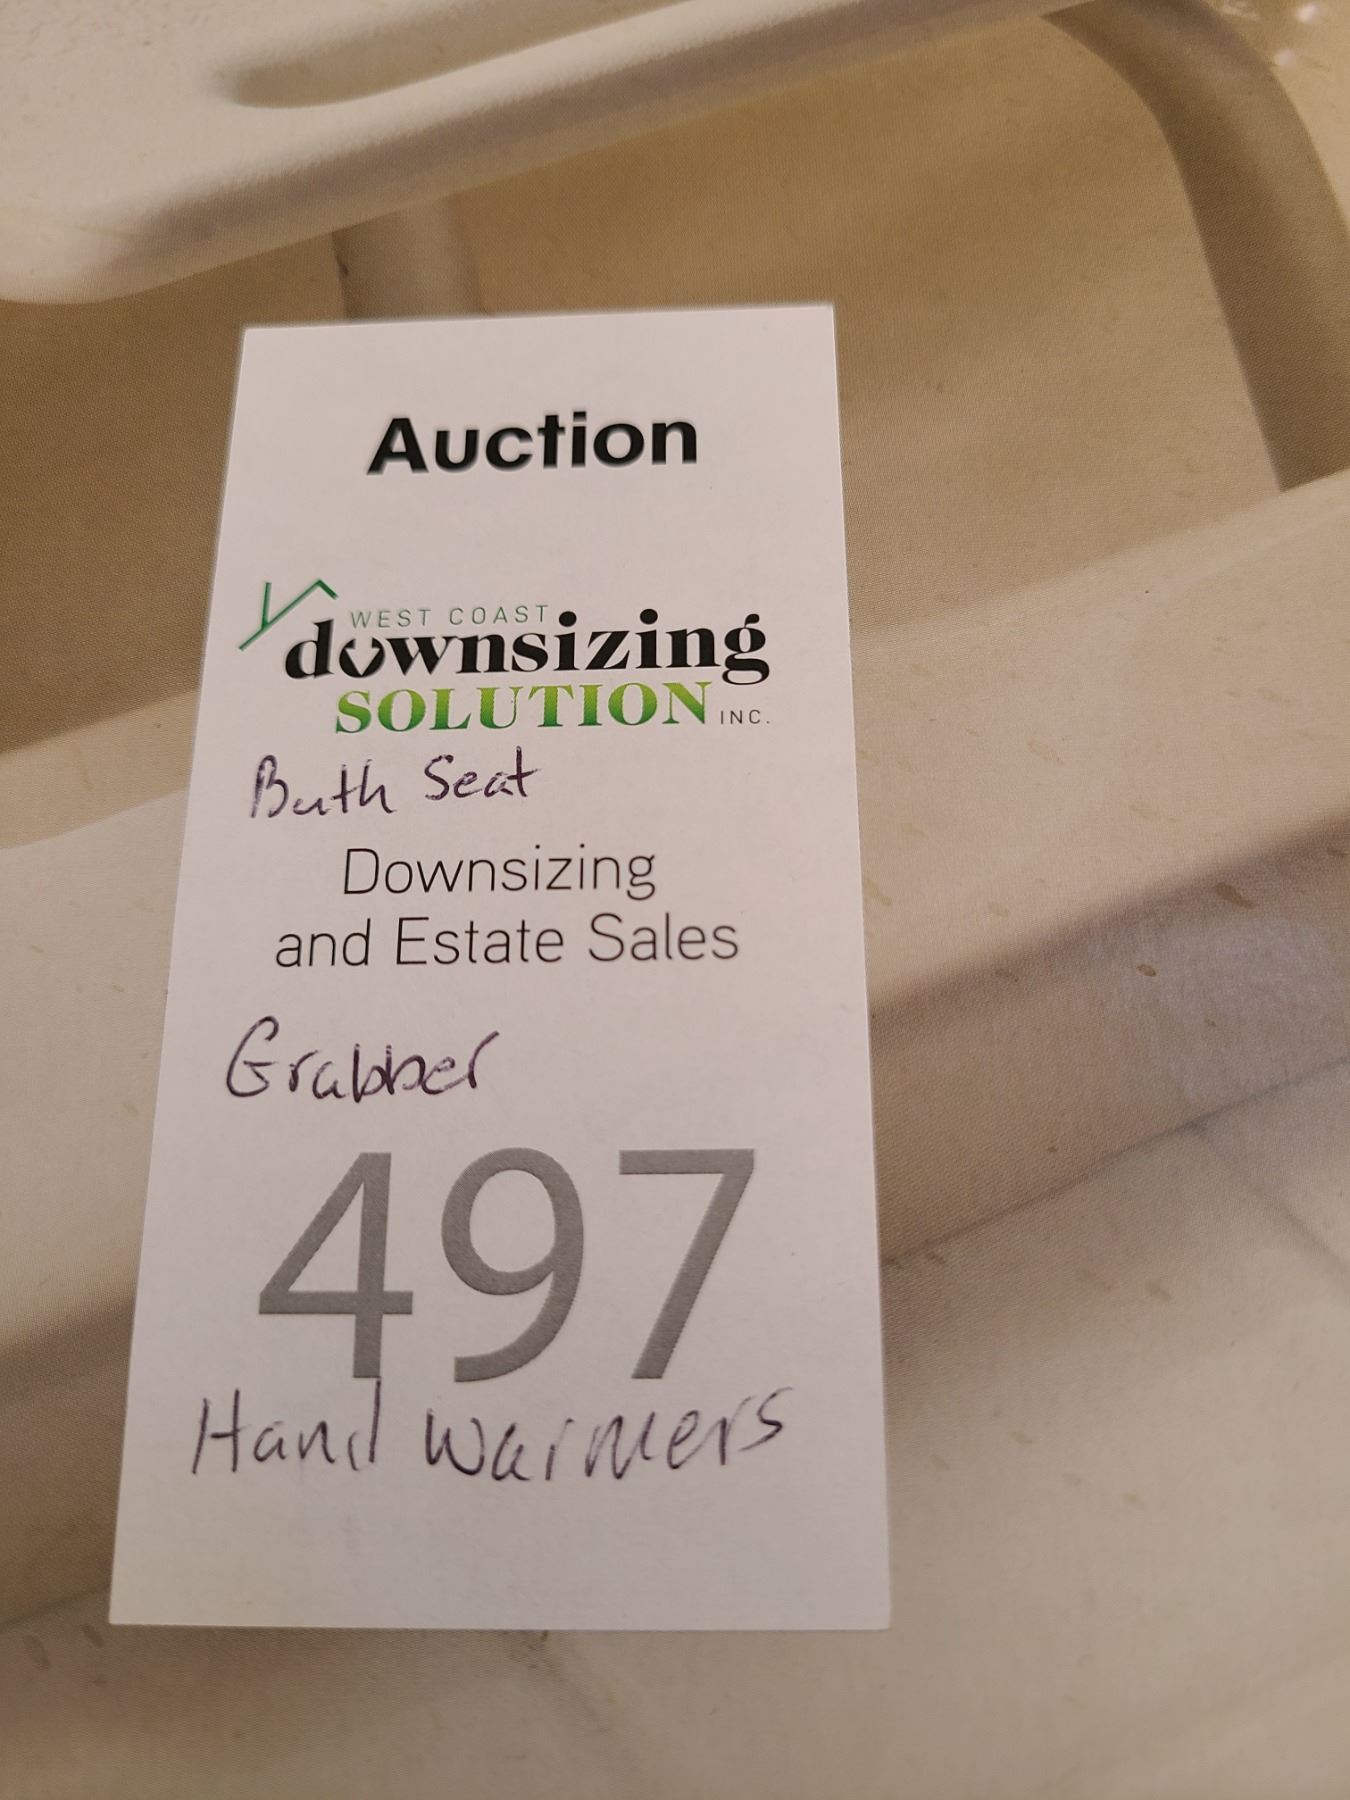 Auction
WEST COAST
downsizing
SOLUTION INC.
Bath Seat
Downsizing
and Estate Sales
Grabber
497
Hand warmers